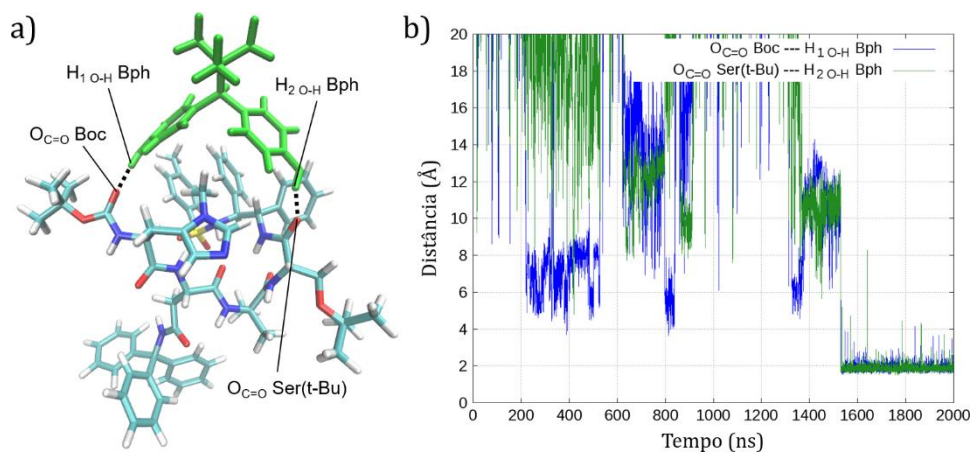 a)
H1 O-H Bph
OC=O Boc
H2 O-H Bph
OC=O Ser(t-Bu)
b)
OC=O Boc --- H1 O-H Bph
OC=O Ser(t-Bu) --- H2 O-H Bph
Distância (Å)
20
18
16
14
12
10
8
6
4
2
0
0 200 400 600 800 1000 1200 1400 1600 1800 2000
Tempo (ns)